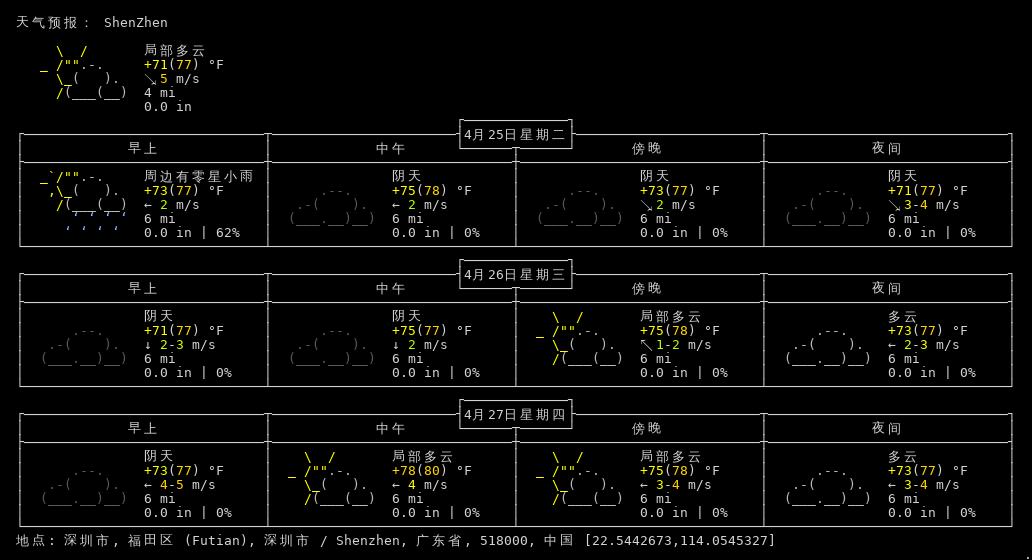 天气预报： ShenZhen
局部多云
+71(77) °F
↘ 5 m/s
4 mi
0.0 in
4月25日星期二
早上 中午 傍晚 夜间
周边有零星小雨 阴天 阴天 阴天
+73(77) °F +75(78) °F +73(77) °F +71(77) °F
← 2 m/s ← 2 m/s ↘ 2 m/s ↘ 3-4 m/s
6 mi 6 mi 6 mi 6 mi
0.0 in | 62% 0.0 in | 0% 0.0 in | 0% 0.0 in | 0%
4月26日星期三
早上 中午 傍晚 夜间
阴天 阴天 局部多云 多云
+71(77) °F +75(77) °F +75(78) °F +73(77) °F
↓ 2-3 m/s ↓ 2 m/s ↖ 1-2 m/s ← 2-3 m/s
6 mi 6 mi 6 mi 6 mi
0.0 in | 0% 0.0 in | 0% 0.0 in | 0% 0.0 in | 0%
4月27日星期四
早上 中午 傍晚 夜间
阴天 局部多云 局部多云 多云
+73(77) °F +78(80) °F +75(78) °F +73(77) °F
← 4-5 m/s ← 4 m/s ← 3-4 m/s ← 3-4 m/s
6 mi 6 mi 6 mi 6 mi
0.0 in | 0% 0.0 in | 0% 0.0 in | 0% 0.0 in | 0%
地点: 深圳市, 福田区 (Futian), 深圳市 / Shenzhen, 广东省, 518000, 中国 [22.5442673,114.0545327]